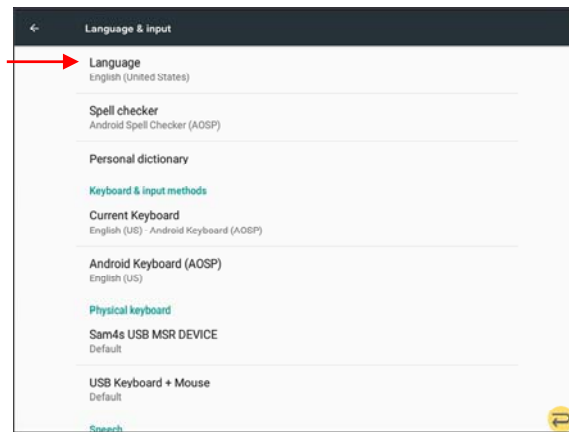 Language & input
Language
English (United States)
Spell checker
Android Spell Checker (AOSP)
Personal dictionary
Keyboard & input methods
Current Keyboard
English (US) - Android Keyboard (AOSP)
Android Keyboard (AOSP)
English (US)
Physical keyboard
Sam4s USB MSR DEVICE
Default
USB Keyboard + Mouse
Default
Speech